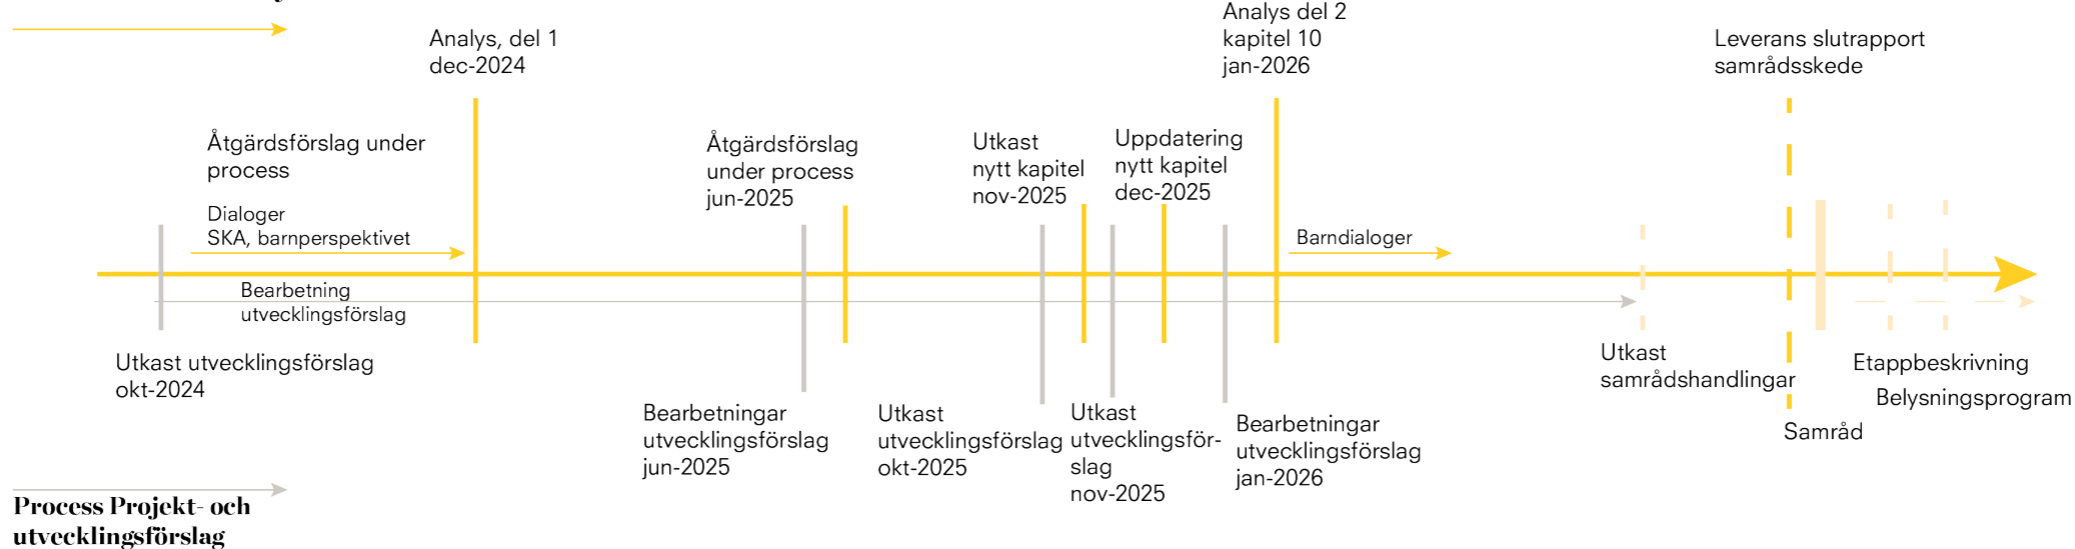 Analys, del 1
dec-2024
Analys del 2
kapitel 10
jan-2026
Leverans slutrapport
samrådsskede
Åtgärdsförslag under
process
Åtgärdsförslag
under process
jun-2025
Utkast
nytt kapitel
nov-2025
Uppdatering
nytt kapitel
dec-2025
Dialoger
SKA, barnperspektivet
Barndialoger
Bearbetning
utvecklingsförslag
Utkast utvecklingsförslag
okt-2024
Bearbetningar
utvecklingsförslag
jun-2025
Utkast
utvecklingsförslag
okt-2025
Utkast
utvecklingsför-
slag
nov-2025
Bearbetningar
utvecklingsförslag
jan-2026
Utkast
samrådshandlingar
Samråd
Etappbeskrivning
Belysningsprogram
Process Projekt- och
utvecklingsförslag